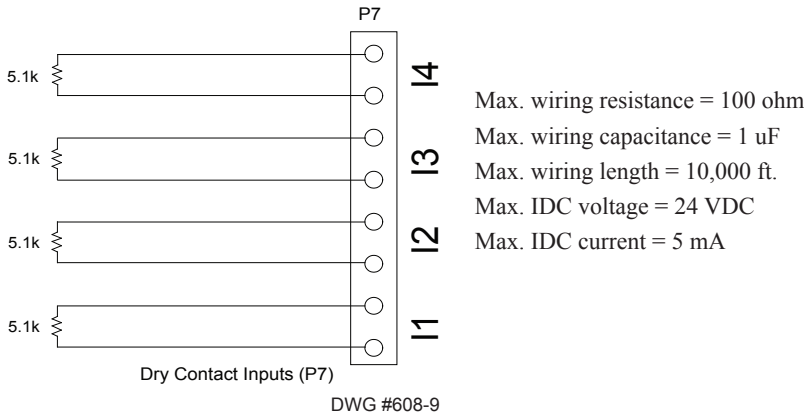 P7
5.1k
I4
5.1k
I3
5.1k
I2
5.1k
I1
Max. wiring resistance = 100 ohm
Max. wiring capacitance = 1 uF
Max. wiring length = 10,000 ft.
Max. IDC voltage = 24 VDC
Max. IDC current = 5 mA
Dry Contact Inputs (P7)
DWG #608-9